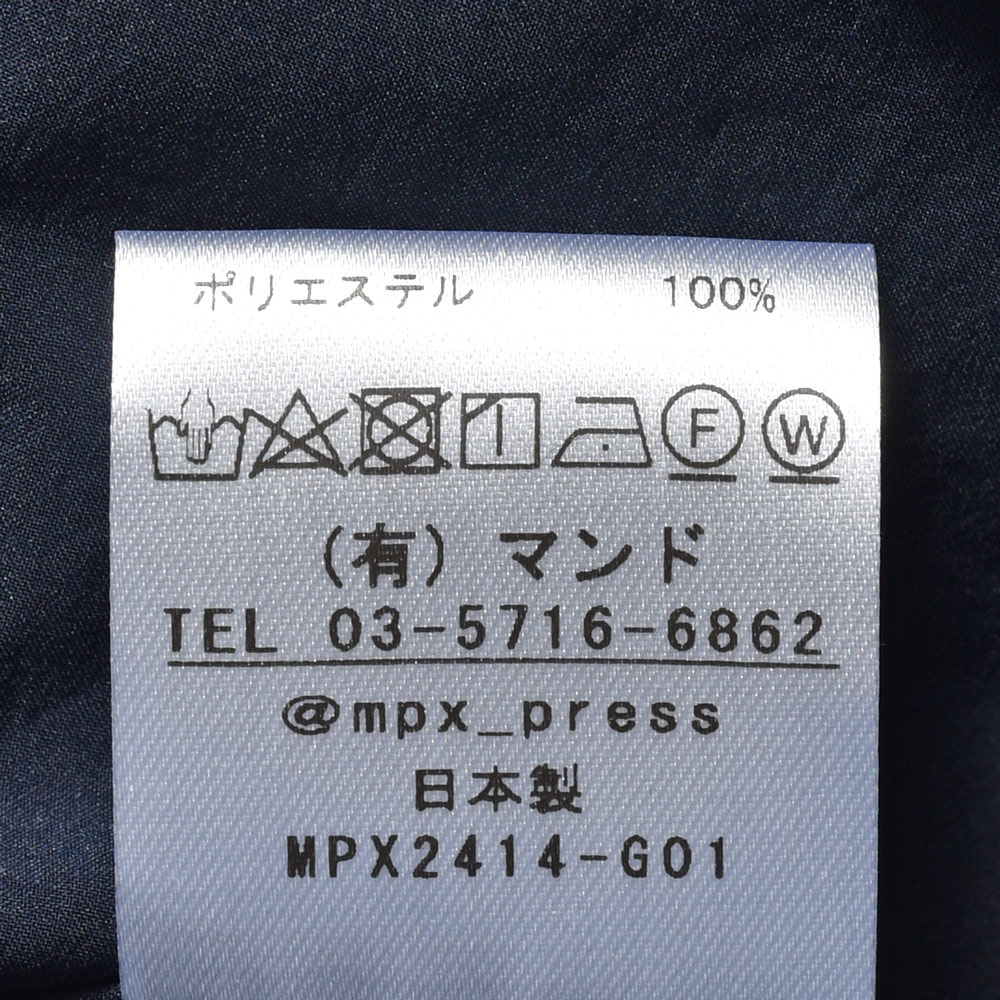 ポリエステル 100%
F W
(有) マンド
TEL 03-5716-6862
@mpx_press
日本製
MPX2414-G01